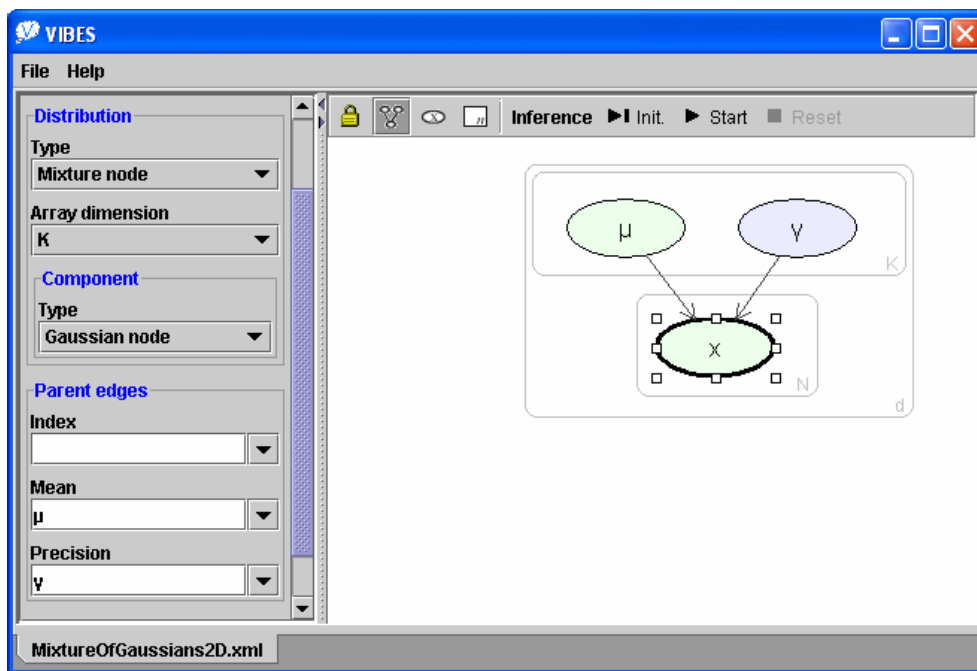 VIBES
File Help
Distribution
Type
Mixture node
Array dimension
K
Component
Type
Gaussian node
Parent edges
Index
Mean
μ
Precision
γ
x n Inference Init. Start Reset
μ γ
K
x
N
d
MixtureOfGaussians2D.xml